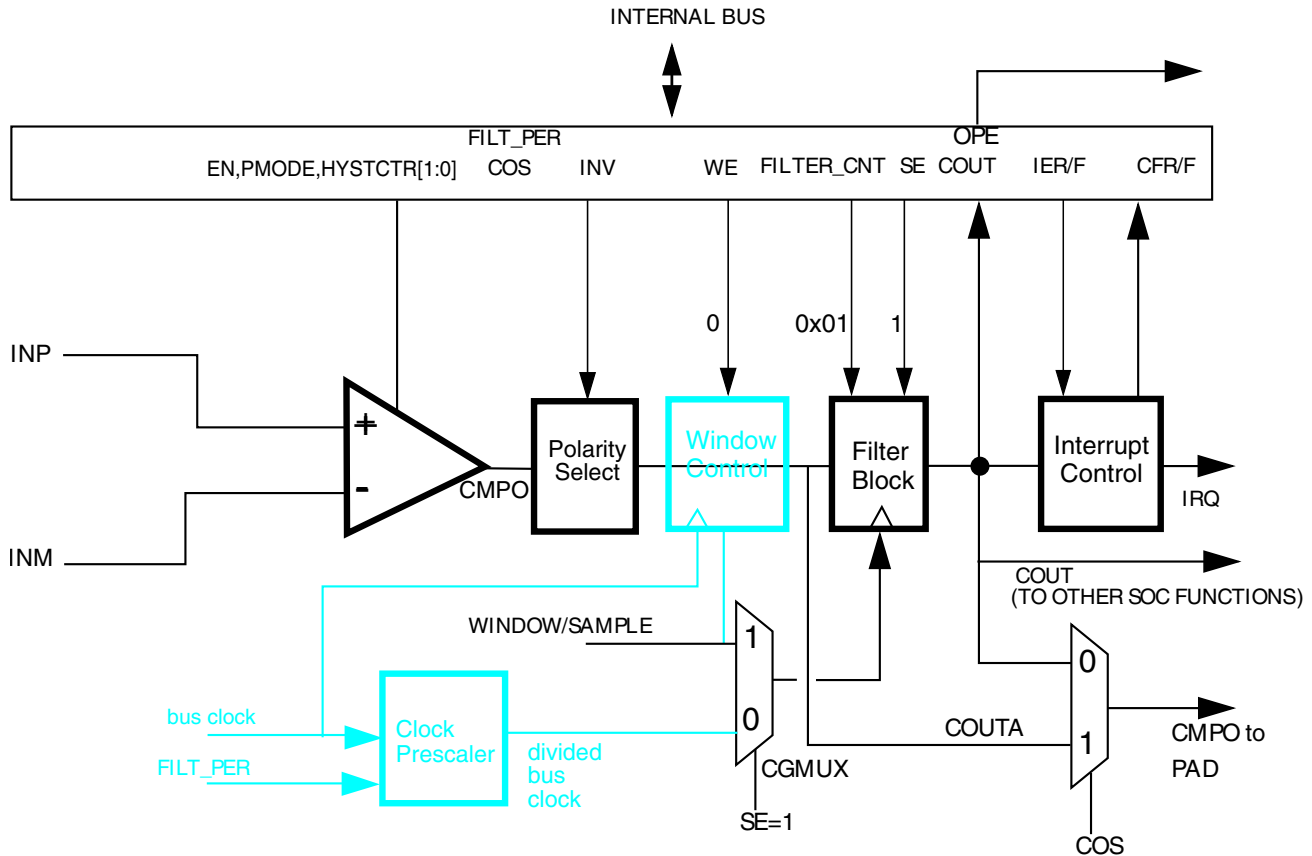 INTERNAL BUS
FILT_PER
OPE
EN,PMODE,HYSTCTR[1:0] COS INV WE FILTER_CNT SE COUT IER/F CFR/F
0 0x01 1
INP
+
-
INM
CMPO
Polarity
Select
Window
Control
Filter
Block
Interrupt
Control
IRQ
COUT
(TO OTHER SOC FUNCTIONS)
WINDOW/SAMPLE
1
0
CGMUX
SE=1
bus clock
FILT_PER
Clock
Prescaler
divided
bus
clock
COUTA
0
1
COS
CMPO to
PAD